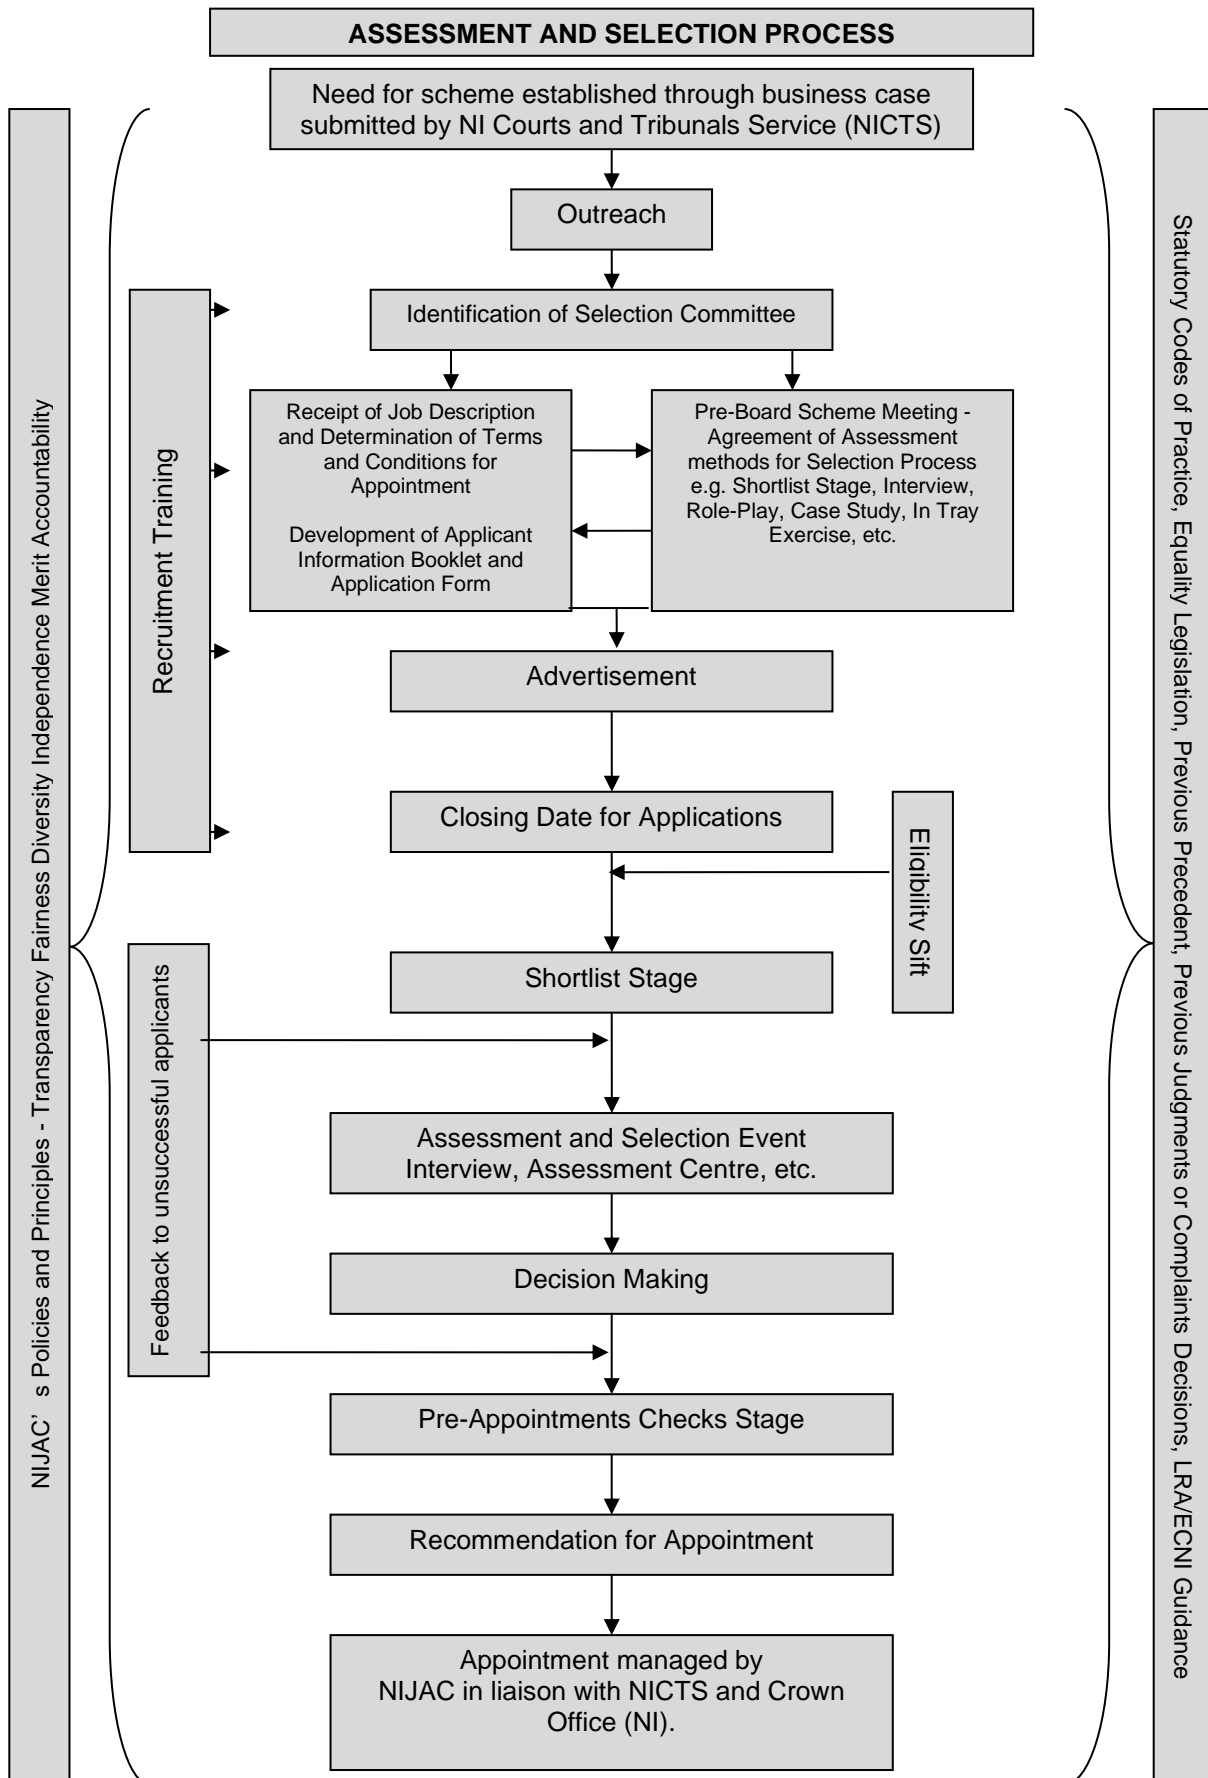 ASSESSMENT AND SELECTION PROCESS
Need for scheme established through business case
submitted by NI Courts and Tribunals Service (NICTS)
Outreach
Identification of Selection Committee
Receipt of Job Description
and Determination of Terms
and Conditions for
Appointment
Development of Applicant
Information Booklet and
Application Form
Pre-Board Scheme Meeting -
Agreement of Assessment
methods for Selection Process
e.g. Shortlist Stage, Interview,
Role-Play, Case Study, In Tray
Exercise, etc.
Recruitment Training
Advertisement
Closing Date for Applications
Eligibility Sift
Shortlist Stage
Feedback to unsuccessful applicants
Assessment and Selection Event
Interview, Assessment Centre, etc.
Decision Making
Pre-Appointments Checks Stage
Recommendation for Appointment
Appointment managed by
NIJAC in liaison with NICTS and Crown
Office (NI).
NIJAC' s Policies and Principles - Transparency Fairness Diversity Independence Merit Accountability
Statutory Codes of Practice, Equality Legislation, Previous Precedent, Previous Judgments or Complaints Decisions, LRA/ECNI Guidance